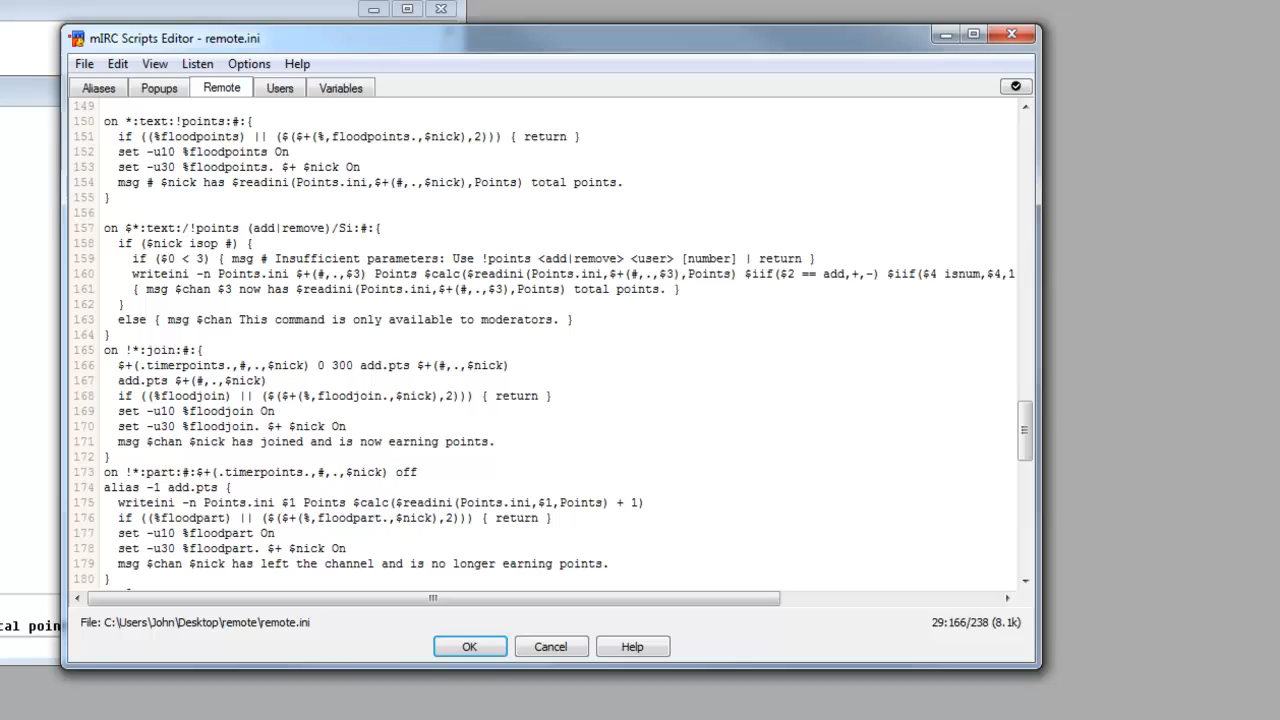 mIRC Scripts Editor - remote.ini
File Edit View Listen Options Help
Aliases Popups Remote Users Variables
149
150 on *:text:!points:#:{
151 if ((%floodpoints) || ($($+(%,floodpoints.,$nick),2))) { return }
152 set -u10 %floodpoints On
153 set -u30 %floodpoints. $+ $nick On
154 msg # $nick has $readini(Points.ini,$+(#,.,$nick),Points) total points.
155 }
156
157 on $*:text:/!points (add|remove)/Si:#:{
158 if ($nick isop #) {
159 if ($0 < 3) { msg # Insufficient parameters: Use !points <add|remove> <user> [number] | return }
160 writeini -n Points.ini $+(#,.,$3) Points $calc($readini(Points.ini,$+(#,.,$3),Points) $iif($2 == add,+,-) $iif($4 isnum,$4,1
161 { msg $chan $3 now has $readini(Points.ini,$+(#,.,$3),Points) total points. }
162 }
163 else { msg $chan This command is only available to moderators. }
164 }
165 on !*:join:#:{
166 $+(.timerpoints.,#,.,$nick) 0 300 add.pts $+(#,.,$nick)
167 add.pts $+(#,.,$nick)
168 if ((%floodjoin) || ($($+(%,floodjoin.,$nick),2))) { return }
169 set -u10 %floodjoin On
170 set -u30 %floodjoin. $+ $nick On
171 msg $chan $nick has joined and is now earning points.
172 }
173 on !*:part:#:$+(.timerpoints.,#,.,$nick) off
174 alias -1 add.pts {
175 writeini -n Points.ini $1 Points $calc($readini(Points.ini,$1,Points) + 1)
176 if ((%floodpart) || ($($+(%,floodpart.,$nick),2))) { return }
177 set -u10 %floodpart On
178 set -u30 %floodpart. $+ $nick On
179 msg $chan $nick has left the channel and is no longer earning points.
180 }
cal poin
File: C:\Users\John\Desktop\remote\remote.ini 29:166/238 (8.1k)
OK Cancel Help